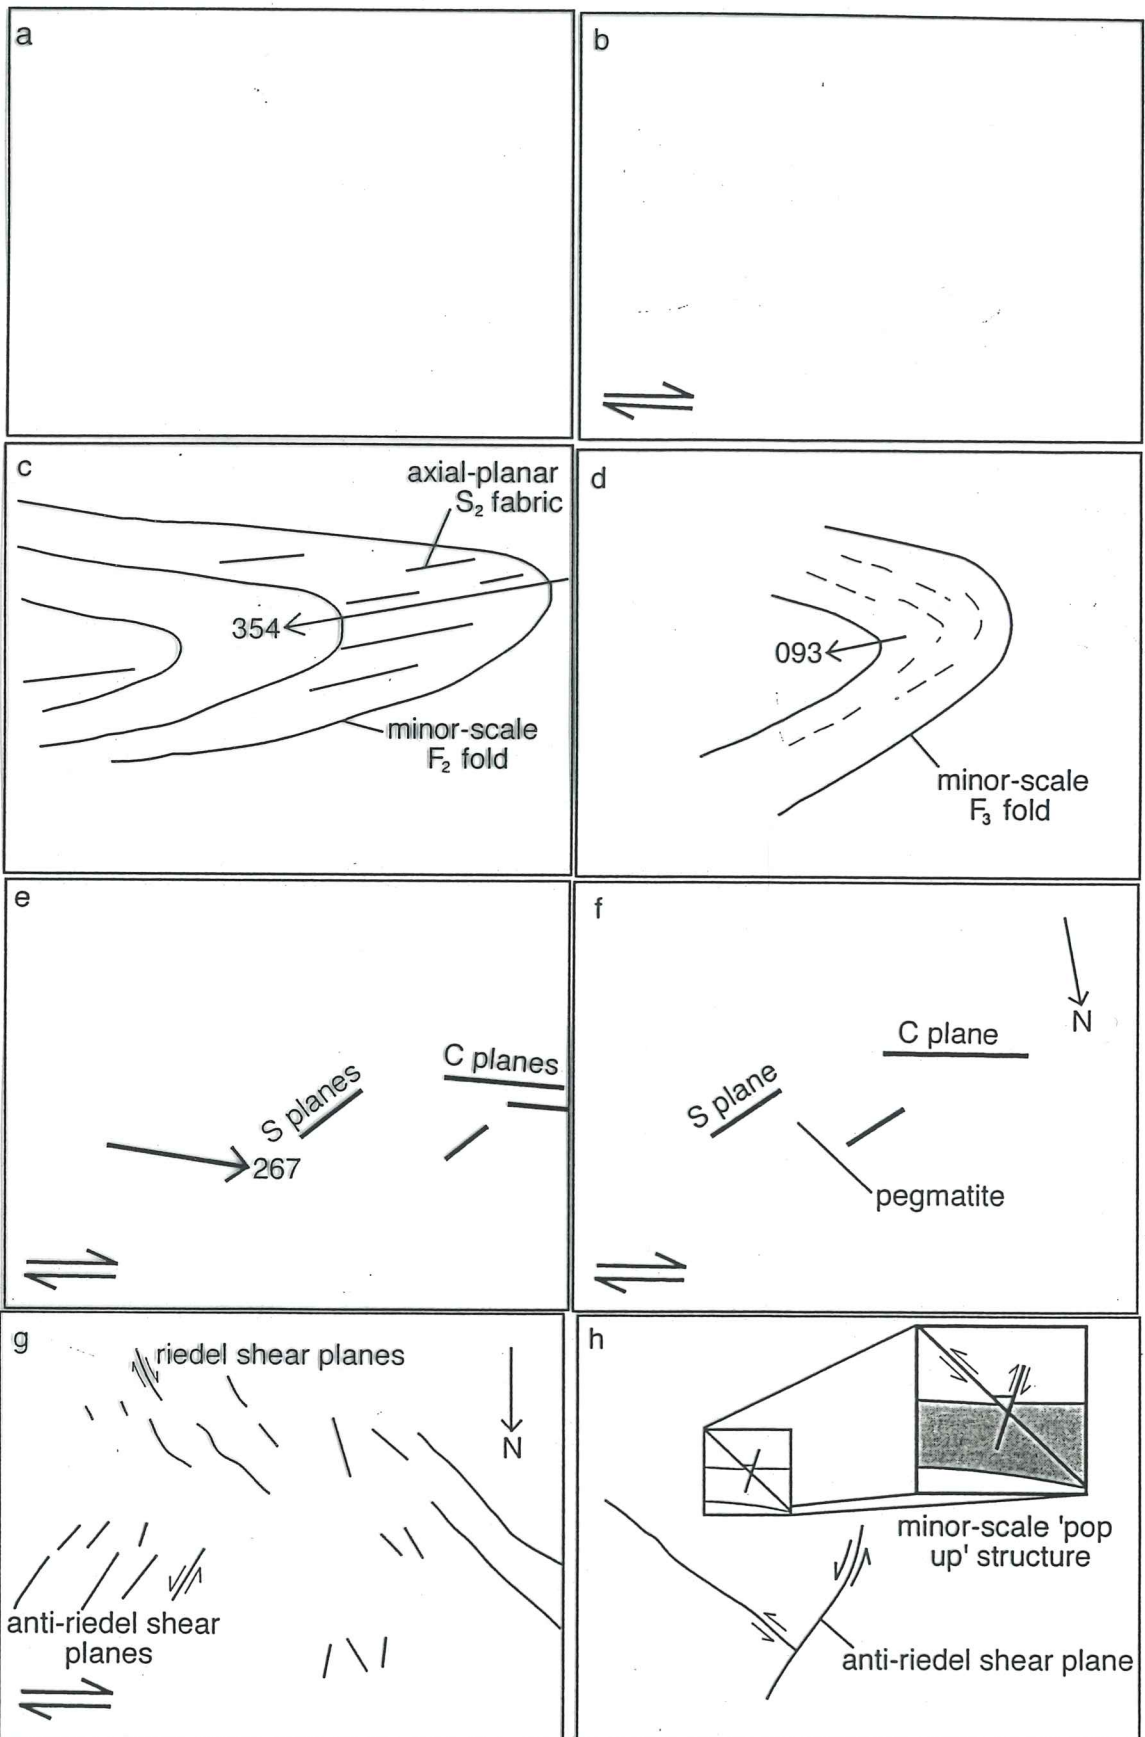 a
b
c
axial-planar
S₂ fabric
354
minor-scale
F₂ fold
d
093
minor-scale
F₃ fold
e
C planes
S planes
267
f
N
C plane
S plane
pegmatite
g
riedel shear planes
N
anti-riedel shear
planes
h
minor-scale 'pop
up' structure
anti-riedel shear plane